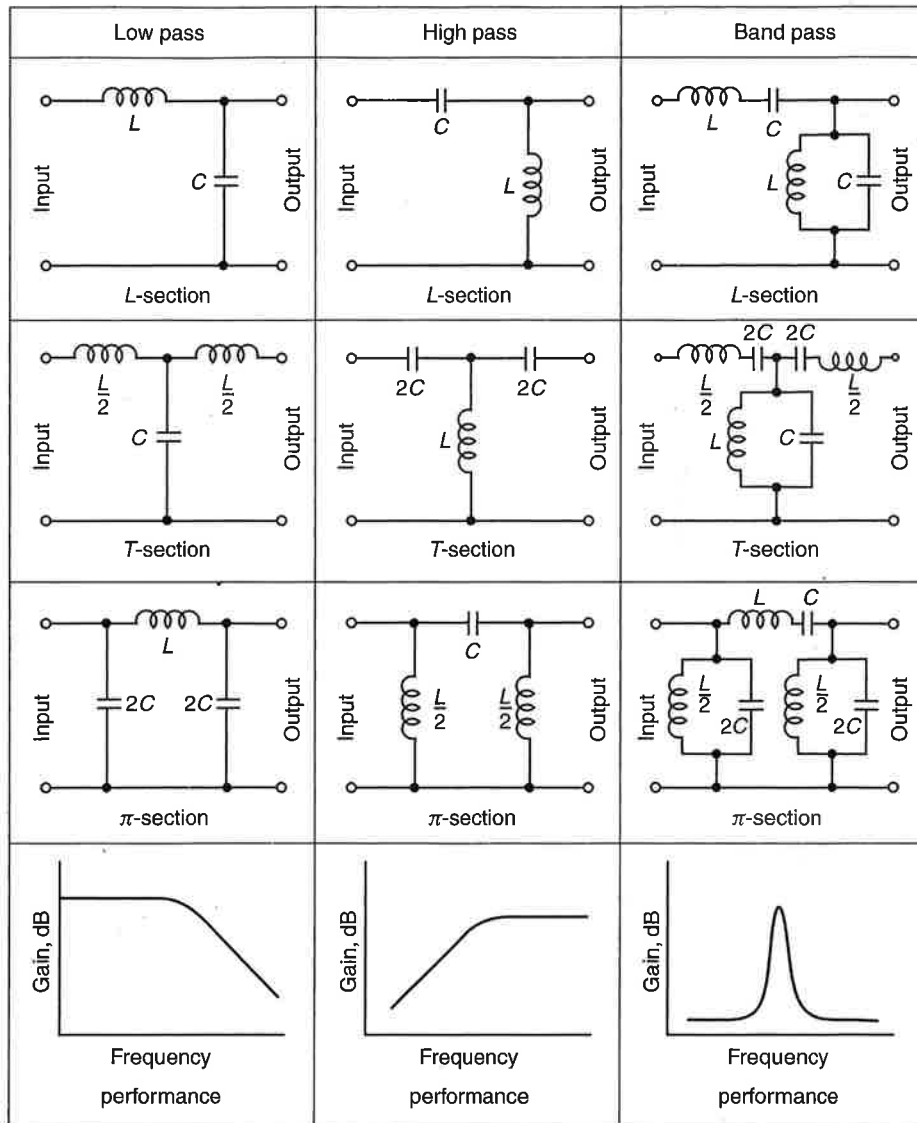 Low pass
High pass
Band pass
Input
L
C
Output
L-section
Input
C
L
Output
L-section
Input
L
C
L
C
Output
L-section
Input
L/2
L/2
C
Output
T-section
Input
2C
2C
L
Output
T-section
Input
2C 2C
L/2
L/2
L
C
Output
T-section
Input
L
2C
2C
Output
π-section
Input
C
L/2
L/2
Output
π-section
Input
L
C
L/2
2C
L/2
2C
Output
π-section
Gain, dB
Frequency
performance
Gain, dB
Frequency
performance
Gain, dB
Frequency
performance